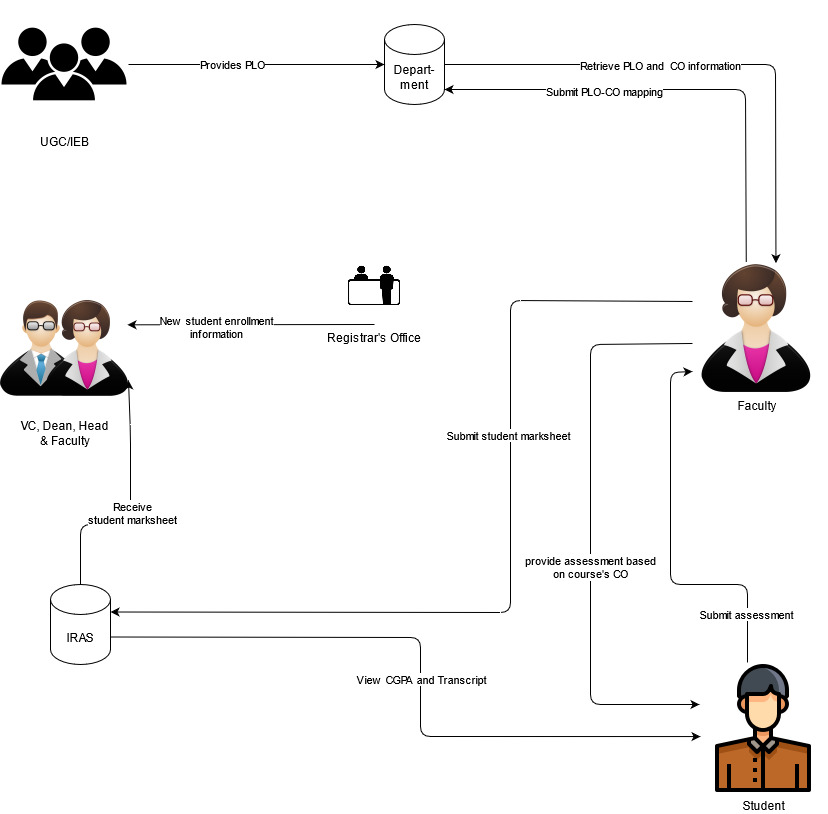 Provides PLO
Depart-
ment
Retrieve PLO and CO information
Submit PLO-CO mapping
UGC/IEB
New student enrollment
information
Registrar's Office
Faculty
VC, Dean, Head
& Faculty
Submit student marksheet
Receive
student marksheet
provide assessment based
on course's CO
Submit assessment
IRAS
View CGPA and Transcript
Student